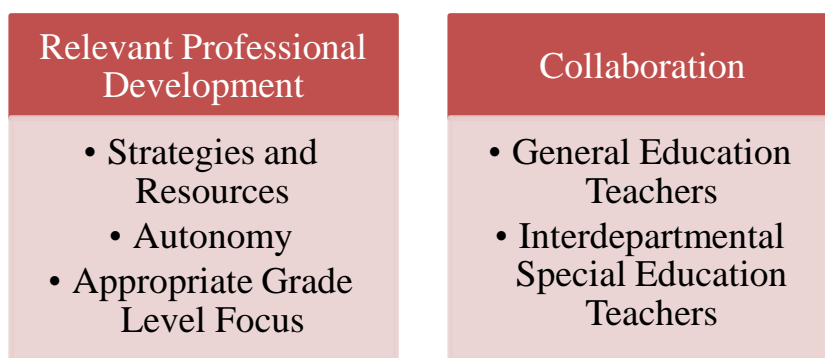 Relevant Professional
Development
• Strategies and
Resources
• Autonomy
• Appropriate Grade
Level Focus
Collaboration
• General Education
Teachers
• Interdepartmental
Special Education
Teachers